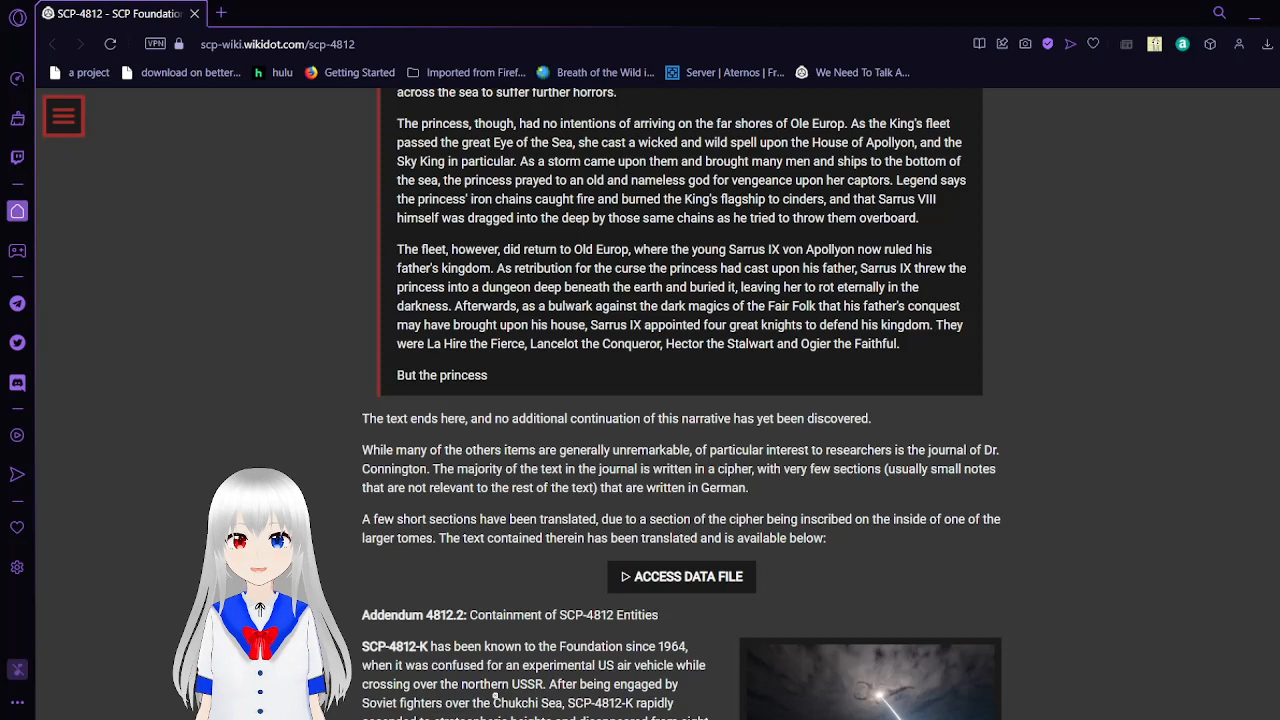 SCP-4812 - SCP Foundation
scp-wiki.wikidot.com/scp-4812
VPN
a project
download on better...
hulu
Getting Started
Imported from Firef...
Breath of the Wild i...
Server | Aternos | Fr...
We Need To Talk A...
across the sea to suffer further horrors.
The princess, though, had no intentions of arriving on the far shores of Ole Europ. As the King's fleet
passed the great Eye of the Sea, she cast a wicked and wild spell upon the House of Apollyon, and the
Sky King in particular. As a storm came upon them and brought many men and ships to the bottom of
the sea, the princess prayed to an old and nameless god for vengeance upon her captors. Legend says
the princess' iron chains caught fire and burned the King's flagship to cinders, and that Sarrus VIII
himself was dragged into the deep by those same chains as he tried to throw them overboard.
The fleet, however, did return to Old Europ, where the young Sarrus IX von Apollyon now ruled his
father's kingdom. As retribution for the curse the princess had cast upon his father, Sarrus IX threw the
princess into a dungeon deep beneath the earth and buried it, leaving her to rot eternally in the
darkness. Afterwards, as a bulwark against the dark magics of the Fair Folk that his father's conquest
may have brought upon his house, Sarrus IX appointed four great knights to defend his kingdom. They
were La Hire the Fierce, Lancelot the Conqueror, Hector the Stalwart and Ogier the Faithful.
But the princess
The text ends here, and no additional continuation of this narrative has yet been discovered.
While many of the others items are generally unremarkable, of particular interest to researchers is the journal of Dr.
Connington. The majority of the text in the journal is written in a cipher, with very few sections (usually small notes
that are not relevant to the rest of the text) that are written in German.
A few short sections have been translated, due to a section of the cipher being inscribed on the inside of one of the
larger tomes. The text contained therein has been translated and is available below:
▷ ACCESS DATA FILE
Addendum 4812.2: Containment of SCP-4812 Entities
SCP-4812-K has been known to the Foundation since 1964,
when it was confused for an experimental US air vehicle while
crossing over the northern USSR. After being engaged by
Soviet fighters over the Chukchi Sea, SCP-4812-K rapidly